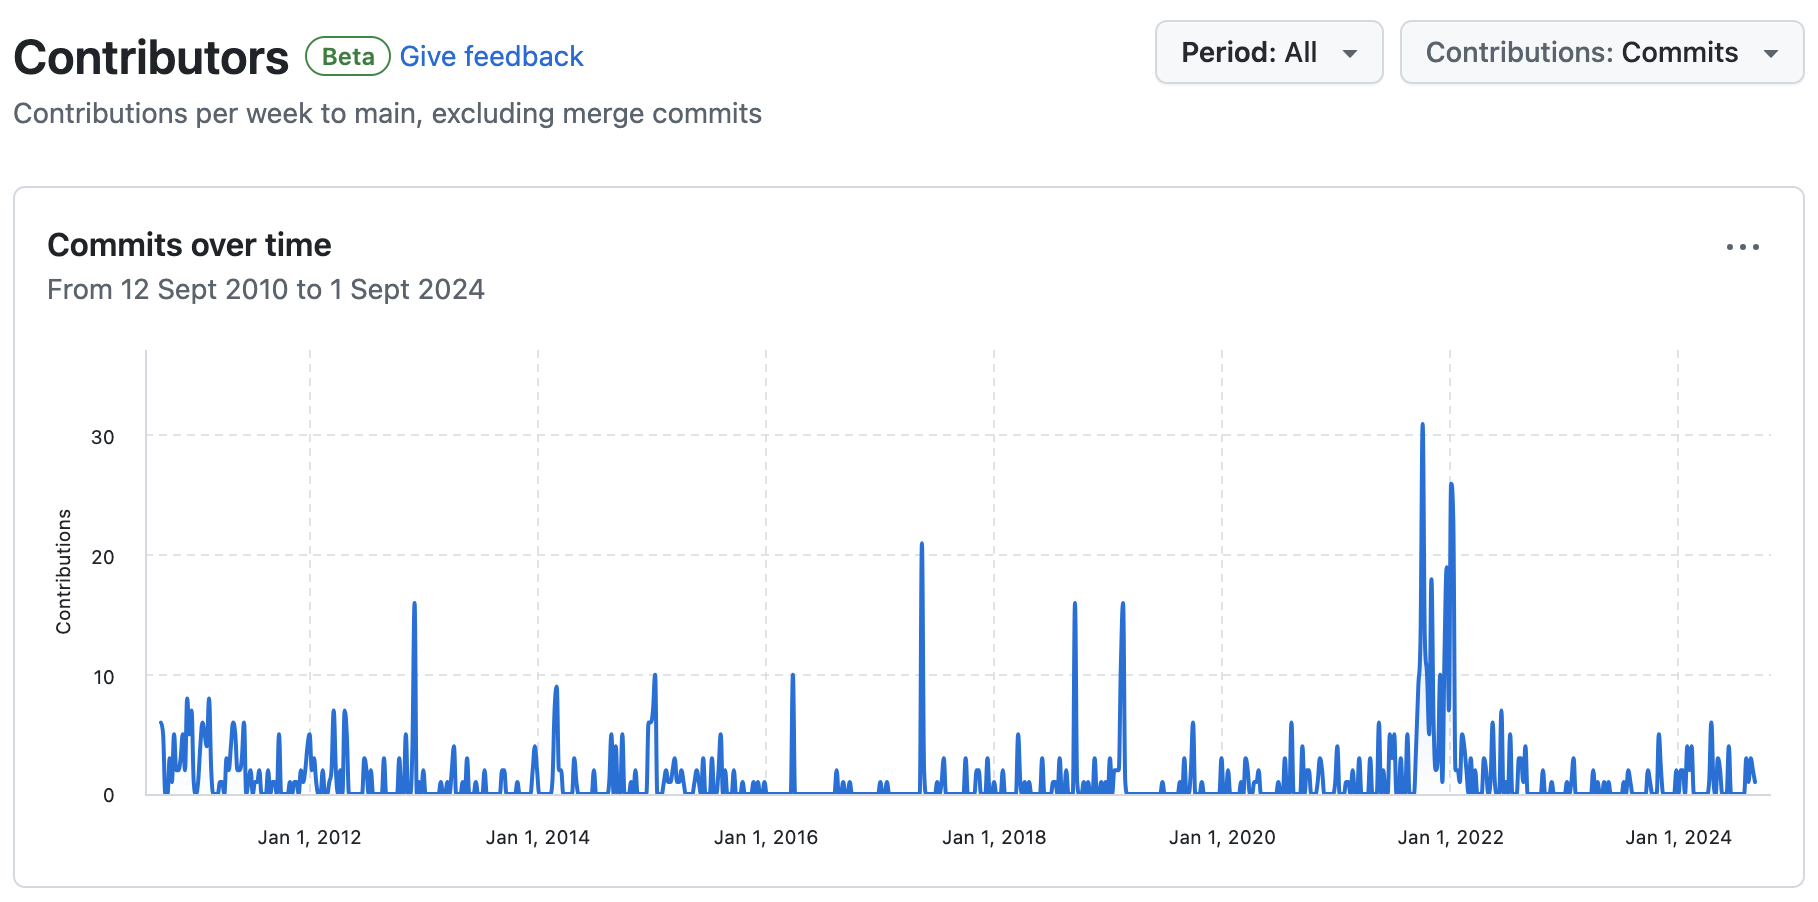 Contributors Beta Give feedback Period: All Contributions: Commits
Contributions per week to main, excluding merge commits
Commits over time
From 12 Sept 2010 to 1 Sept 2024
Contributions
30
20
10
0
Jan 1, 2012 Jan 1, 2014 Jan 1, 2016 Jan 1, 2018 Jan 1, 2020 Jan 1, 2022 Jan 1, 2024